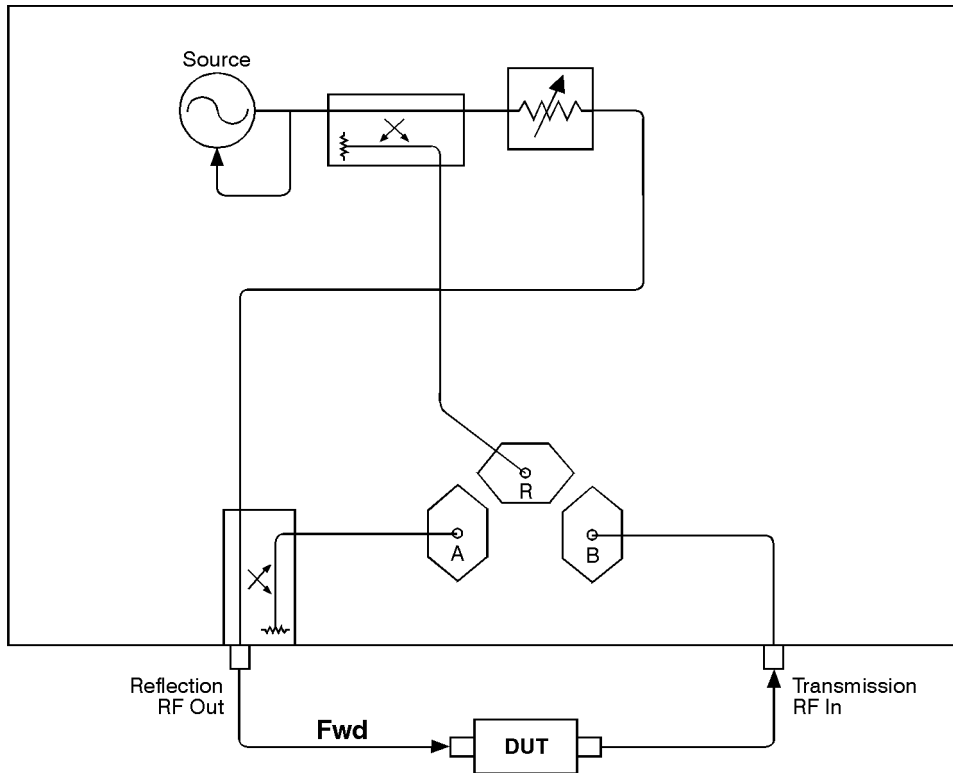 Source
R
A
B
Reflection
RF Out
Transmission
RF In
Fwd
DUT